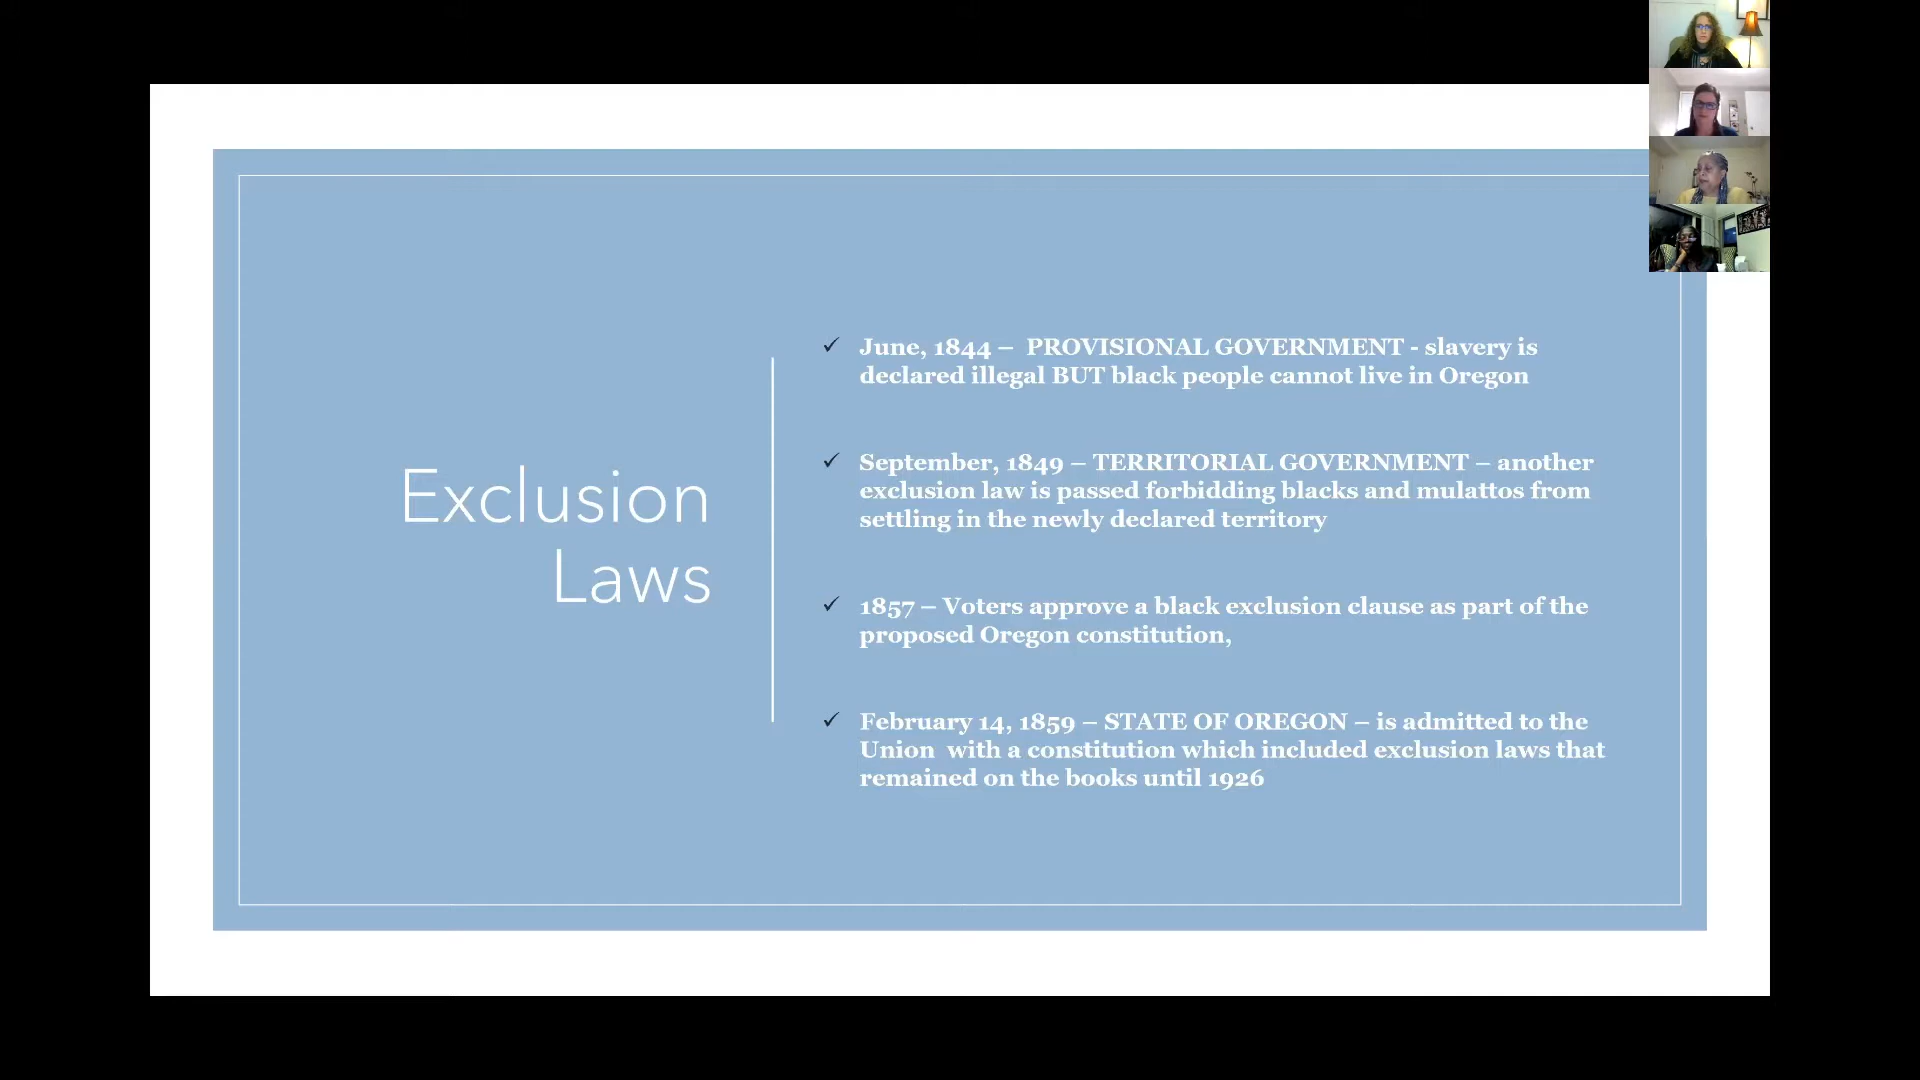 Exclusion
Laws
✓ June, 1844 –  PROVISIONAL GOVERNMENT - slavery is
declared illegal BUT black people cannot live in Oregon
✓ September, 1849 – TERRITORIAL GOVERNMENT – another
exclusion law is passed forbidding blacks and mulattos from
settling in the newly declared territory
✓ 1857 – Voters approve a black exclusion clause as part of the
proposed Oregon constitution,
✓ February 14, 1859 – STATE OF OREGON – is admitted to the
Union  with a constitution which included exclusion laws that
remained on the books until 1926